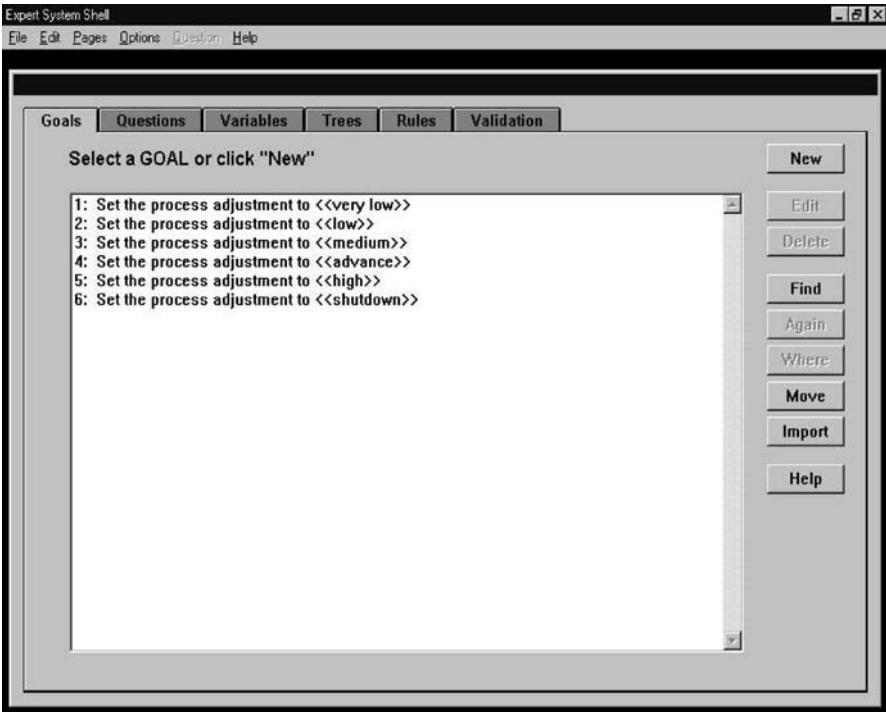 Expert System Shell
File Edit Pages Options Question Help
Goals Questions Variables Trees Rules Validation
Select a GOAL or click "New"
1: Set the process adjustment to <<very low>>
2: Set the process adjustment to <<low>>
3: Set the process adjustment to <<medium>>
4: Set the process adjustment to <<advance>>
5: Set the process adjustment to <<high>>
6: Set the process adjustment to <<shutdown>>
New
Edit
Delete
Find
Again
Where
Move
Import
Help